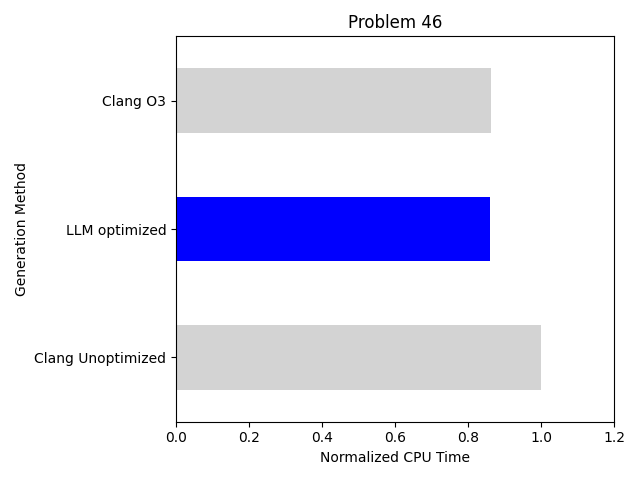 Problem 46
Clang O3
LLM optimized
Clang Unoptimized
Generation Method
0.0 0.2 0.4 0.6 0.8 1.0 1.2
Normalized CPU Time